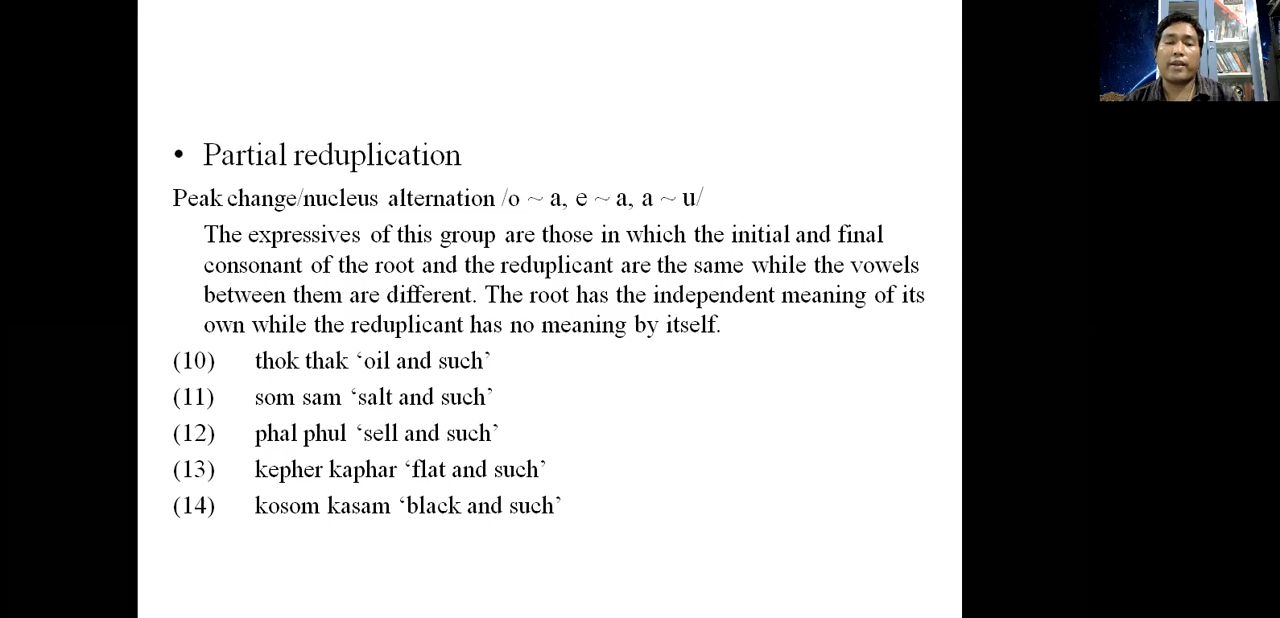 • Partial reduplication
Peak change/nucleus alternation /o ~ a, e ~ a, a ~ u/
The expressives of this group are those in which the initial and final
consonant of the root and the reduplicant are the same while the vowels
between them are different. The root has the independent meaning of its
own while the reduplicant has no meaning by itself.
(10) thok thak ‘oil and such’
(11) som sam ‘salt and such’
(12) phal phul ‘sell and such’
(13) kepher kaphar ‘flat and such’
(14) kosom kasam ‘black and such’